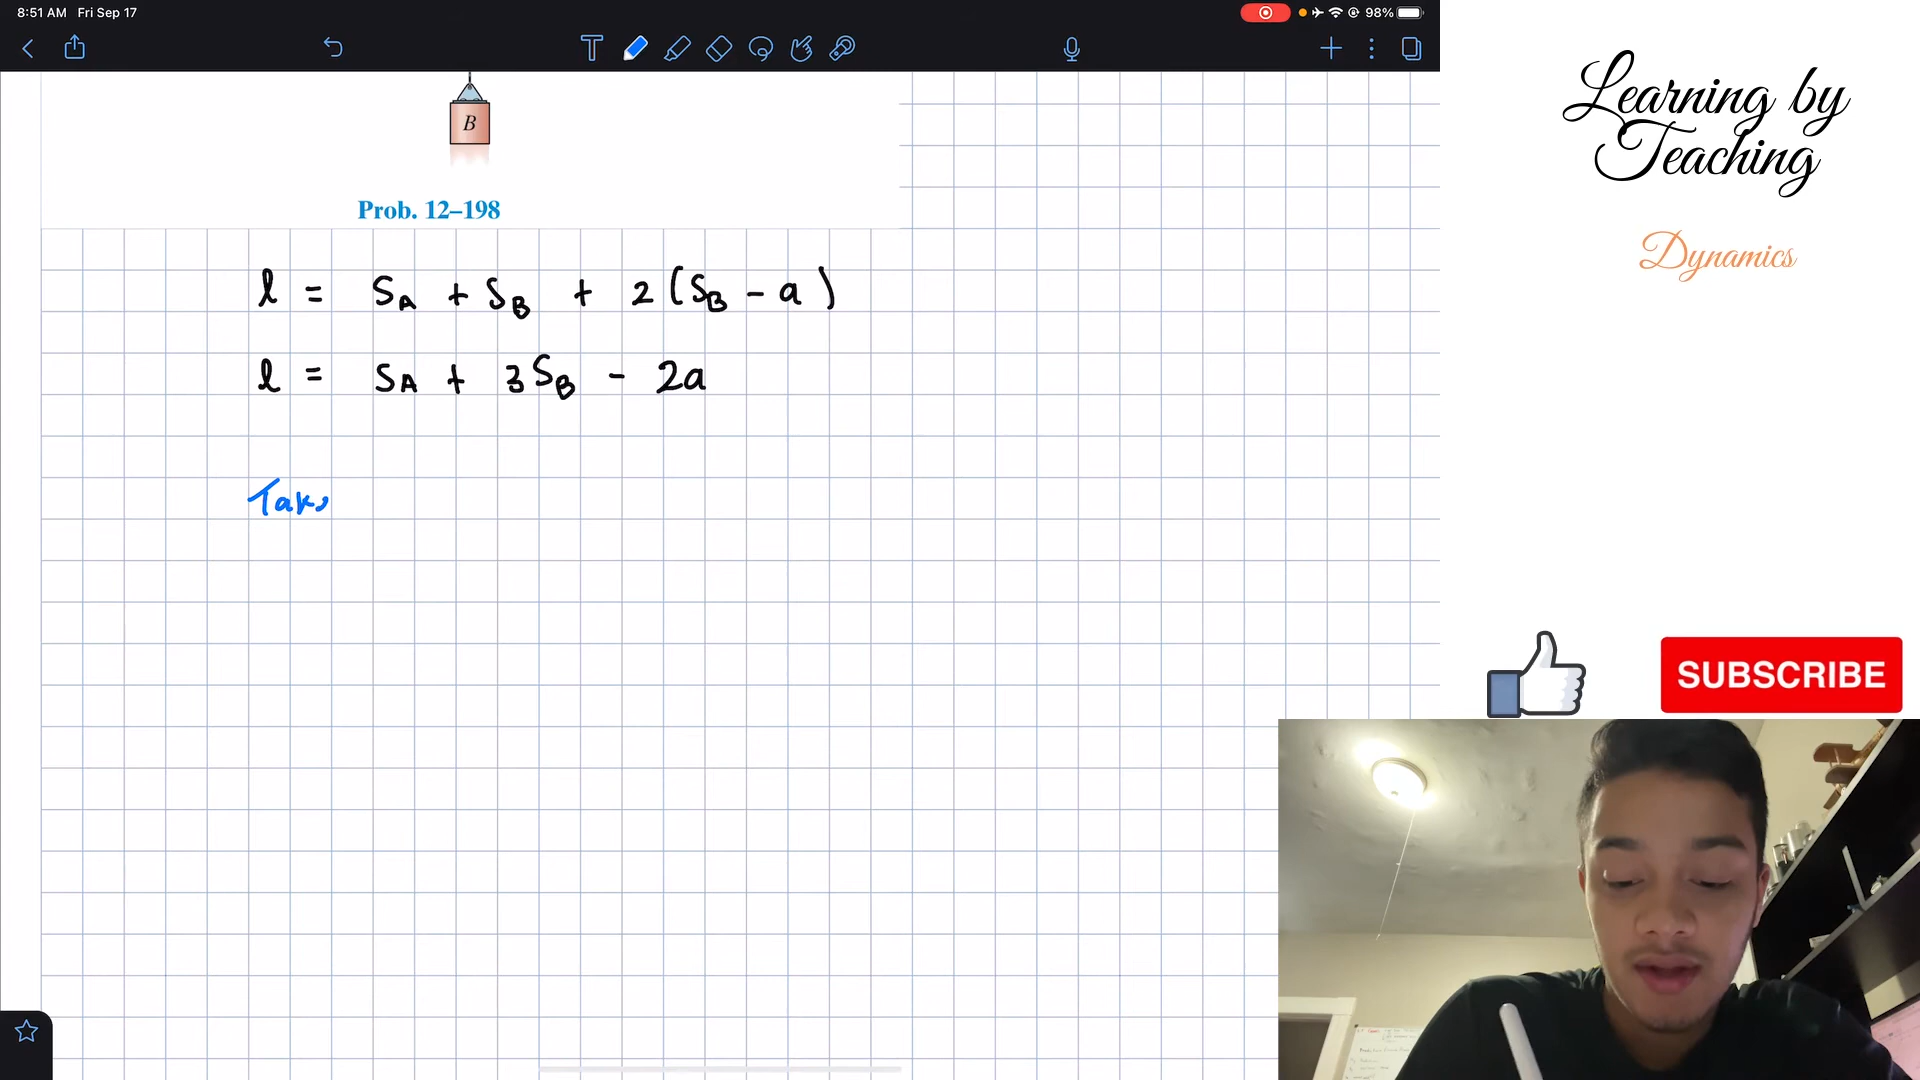 8:51 AM Fri Sep 17
98%
B
Prob. 12–198
l = SA + SB + 2 (SB - a)
l = SA + 3SB - 2a
Take
Learning by
Teaching
Dynamics
SUBSCRIBE